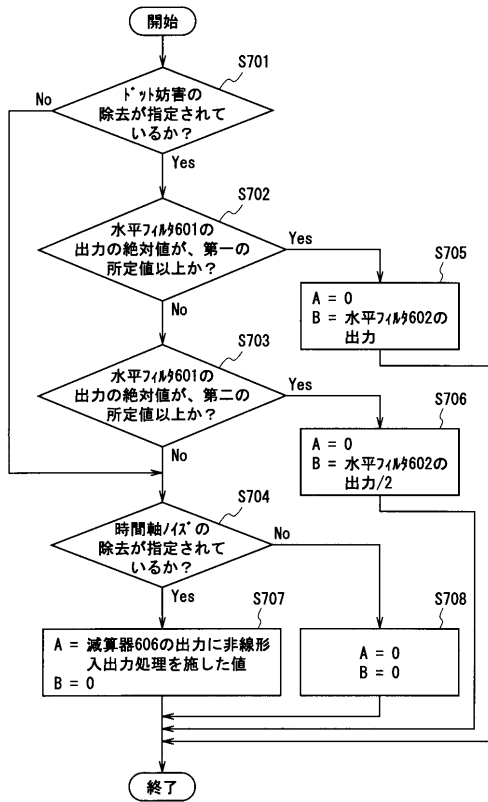 開始
S701
ﾄﾞｯﾄ妨害の
除去が指定されて
いるか？
No
Yes
S702
水平ﾌｨﾙﾀ601の
出力の絶対値が、第一の
所定値以上か？
Yes
No
S705
A = 0
B = 水平ﾌｨﾙﾀ602の
出力
S703
水平ﾌｨﾙﾀ601の
出力の絶対値が、第二の
所定値以上か？
Yes
No
S706
A = 0
B = 水平ﾌｨﾙﾀ602の
出力/2
S704
時間軸ﾉｲｽﾞの
除去が指定されて
いるか？
No
Yes
S707
A = 減算器606の出力に非線形
入出力処理を施した値
B = 0
S708
A = 0
B = 0
終了